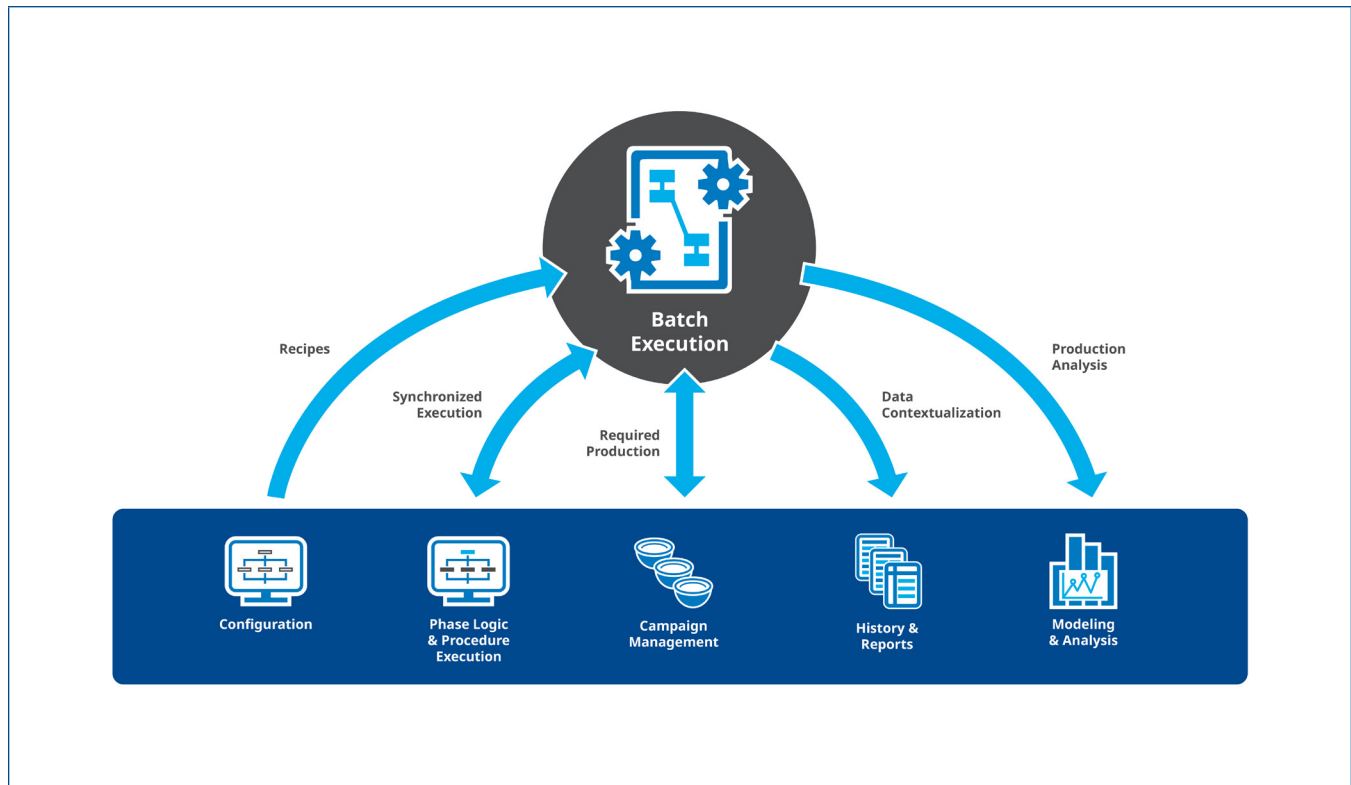 Batch
Execution
Recipes
Production
Analysis
Synchronized
Execution
Data
Contextualization
Required
Production
Configuration
Phase Logic
& Procedure
Execution
Campaign
Management
History &
Reports
Modeling
& Analysis